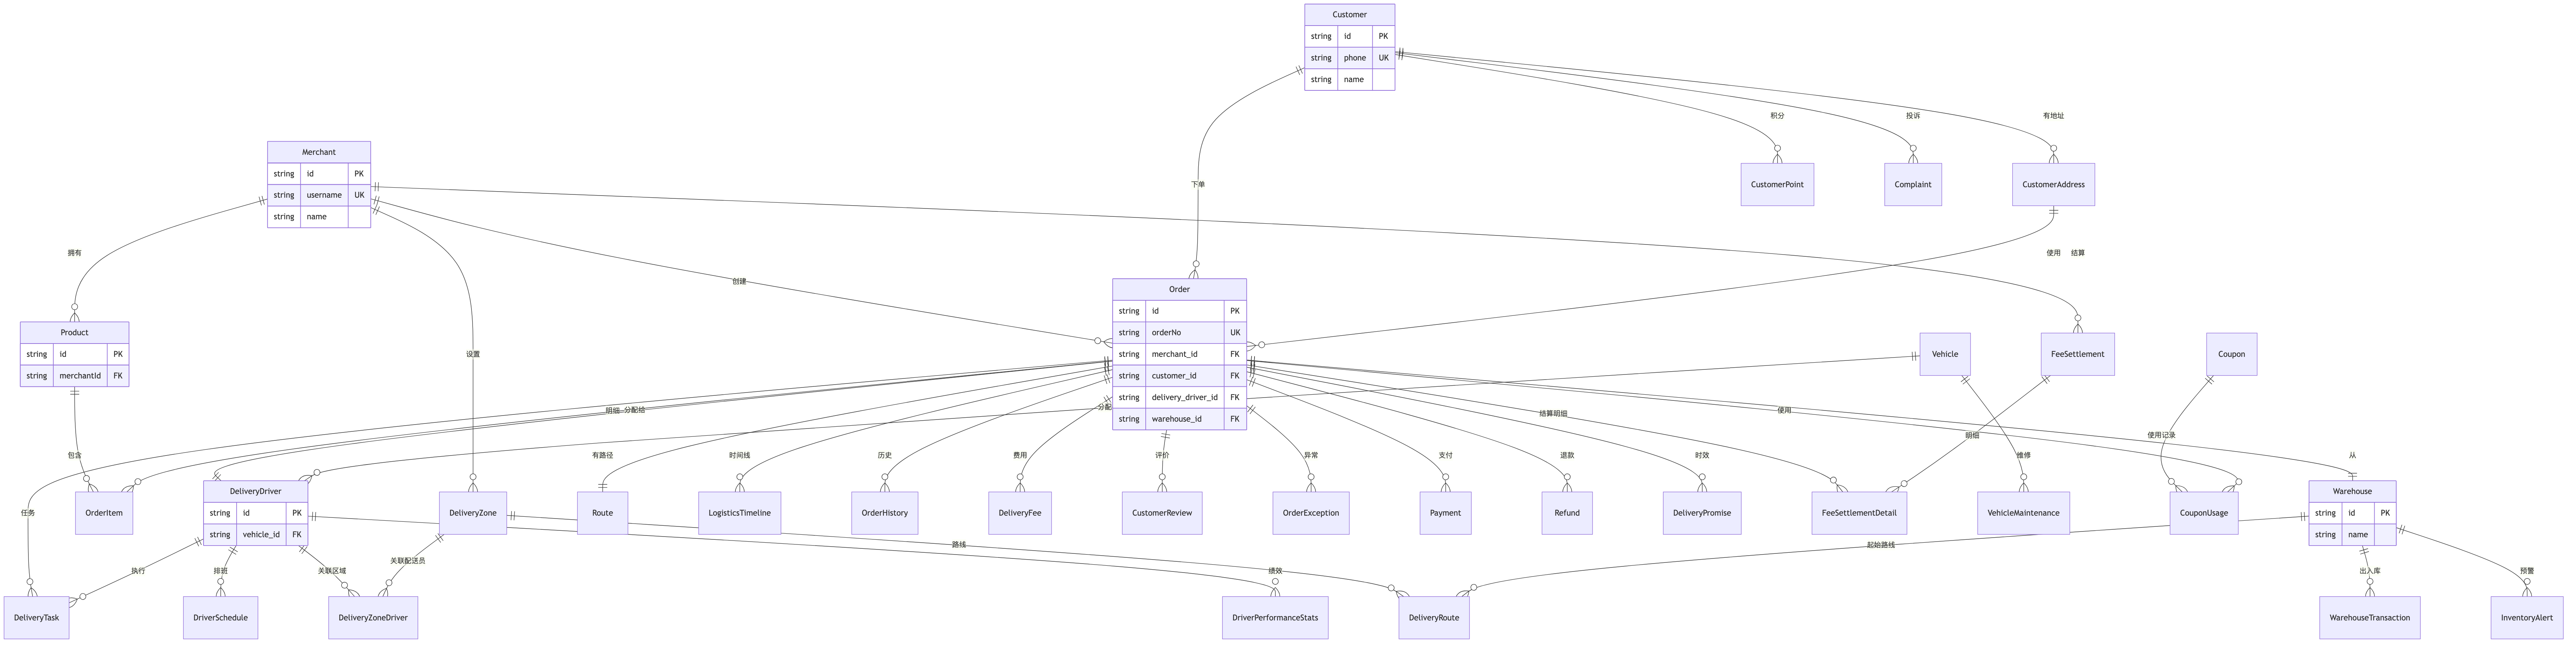 Customer
string id PK
string phone UK
string name
积分
投诉
有地址
Merchant
string id PK
string username UK
string name
CustomerPoint
Complaint
CustomerAddress
下单
拥有
创建
使用
结算
设置
Order
string id PK
string orderNo UK
string merchant_id FK
string customer_id FK
string delivery_driver_id FK
string warehouse_id FK
Product
string id PK
string merchantId FK
Vehicle
FeeSettlement
Coupon
明细
分配给
分配
结算明细
使用
包含
有路径
时间线
历史
费用
评价
异常
支付
退款
时效
明细
维修
使用记录
从
任务
OrderItem
DeliveryDriver
string id PK
string vehicle_id FK
DeliveryZone
Route
LogisticsTimeline
OrderHistory
DeliveryFee
CustomerReview
OrderException
Payment
Refund
DeliveryPromise
FeeSettlementDetail
VehicleMaintenance
CouponUsage
Warehouse
string id PK
string name
执行
排班
关联区域
关联配送员
路线
绩效
起始路线
出入库
预警
DeliveryTask
DriverSchedule
DeliveryZoneDriver
DriverPerformanceStats
DeliveryRoute
WarehouseTransaction
InventoryAlert